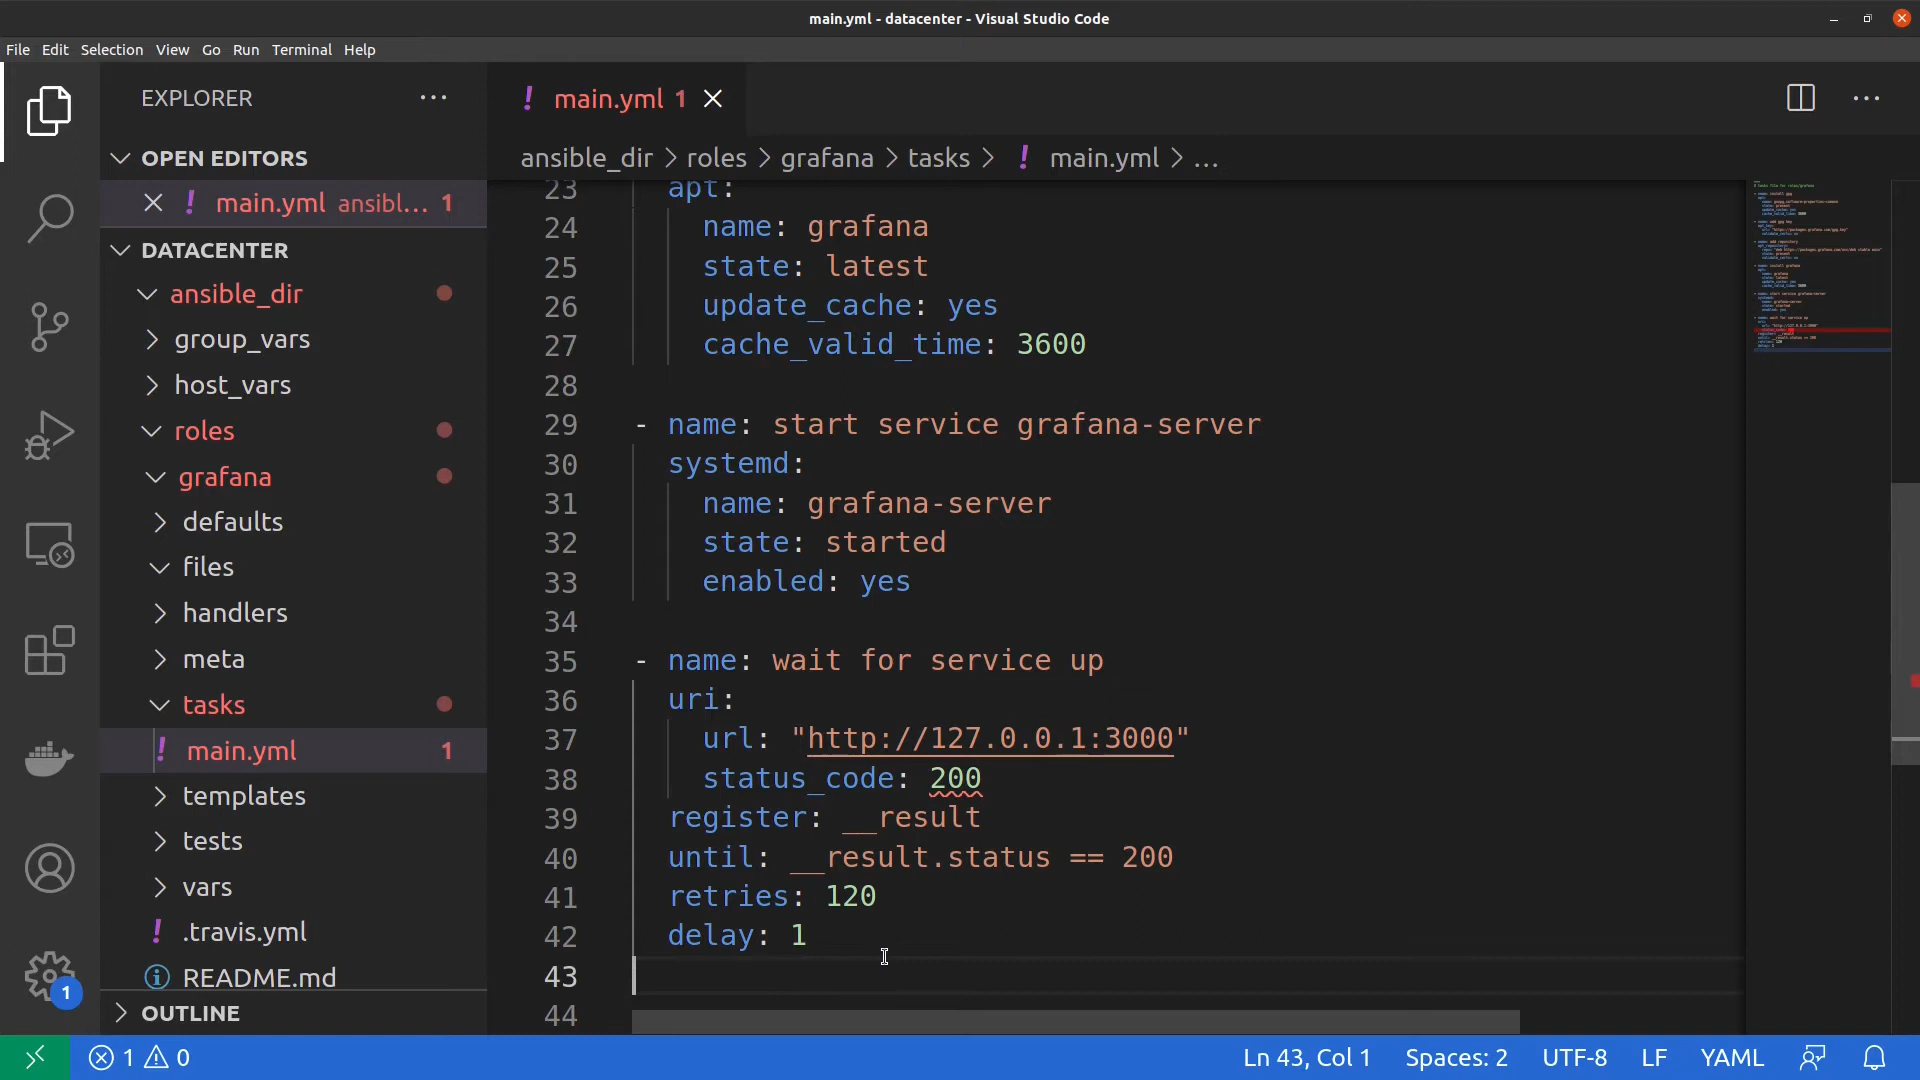 main.yml - datacenter - Visual Studio Code
File Edit Selection View Go Run Terminal Help
EXPLORER
OPEN EDITORS
main.yml ansibl... 1
DATACENTER
ansible_dir
group_vars
host_vars
roles
grafana
defaults
files
handlers
meta
tasks
main.yml 1
templates
tests
vars
.travis.yml
README.md
OUTLINE
main.yml 1
ansible_dir > roles > grafana > tasks > main.yml > ...
23 apt:
24 name: grafana
25 state: latest
26 update_cache: yes
27 cache_valid_time: 3600
28
29 - name: start service grafana-server
30 systemd:
31 name: grafana-server
32 state: started
33 enabled: yes
34
35 - name: wait for service up
36 uri:
37 url: "http://127.0.0.1:3000"
38 status_code: 200
39 register: __result
40 until: __result.status == 200
41 retries: 120
42 delay: 1
43
44
1
1 0
Ln 43, Col 1 Spaces: 2 UTF-8 LF YAML